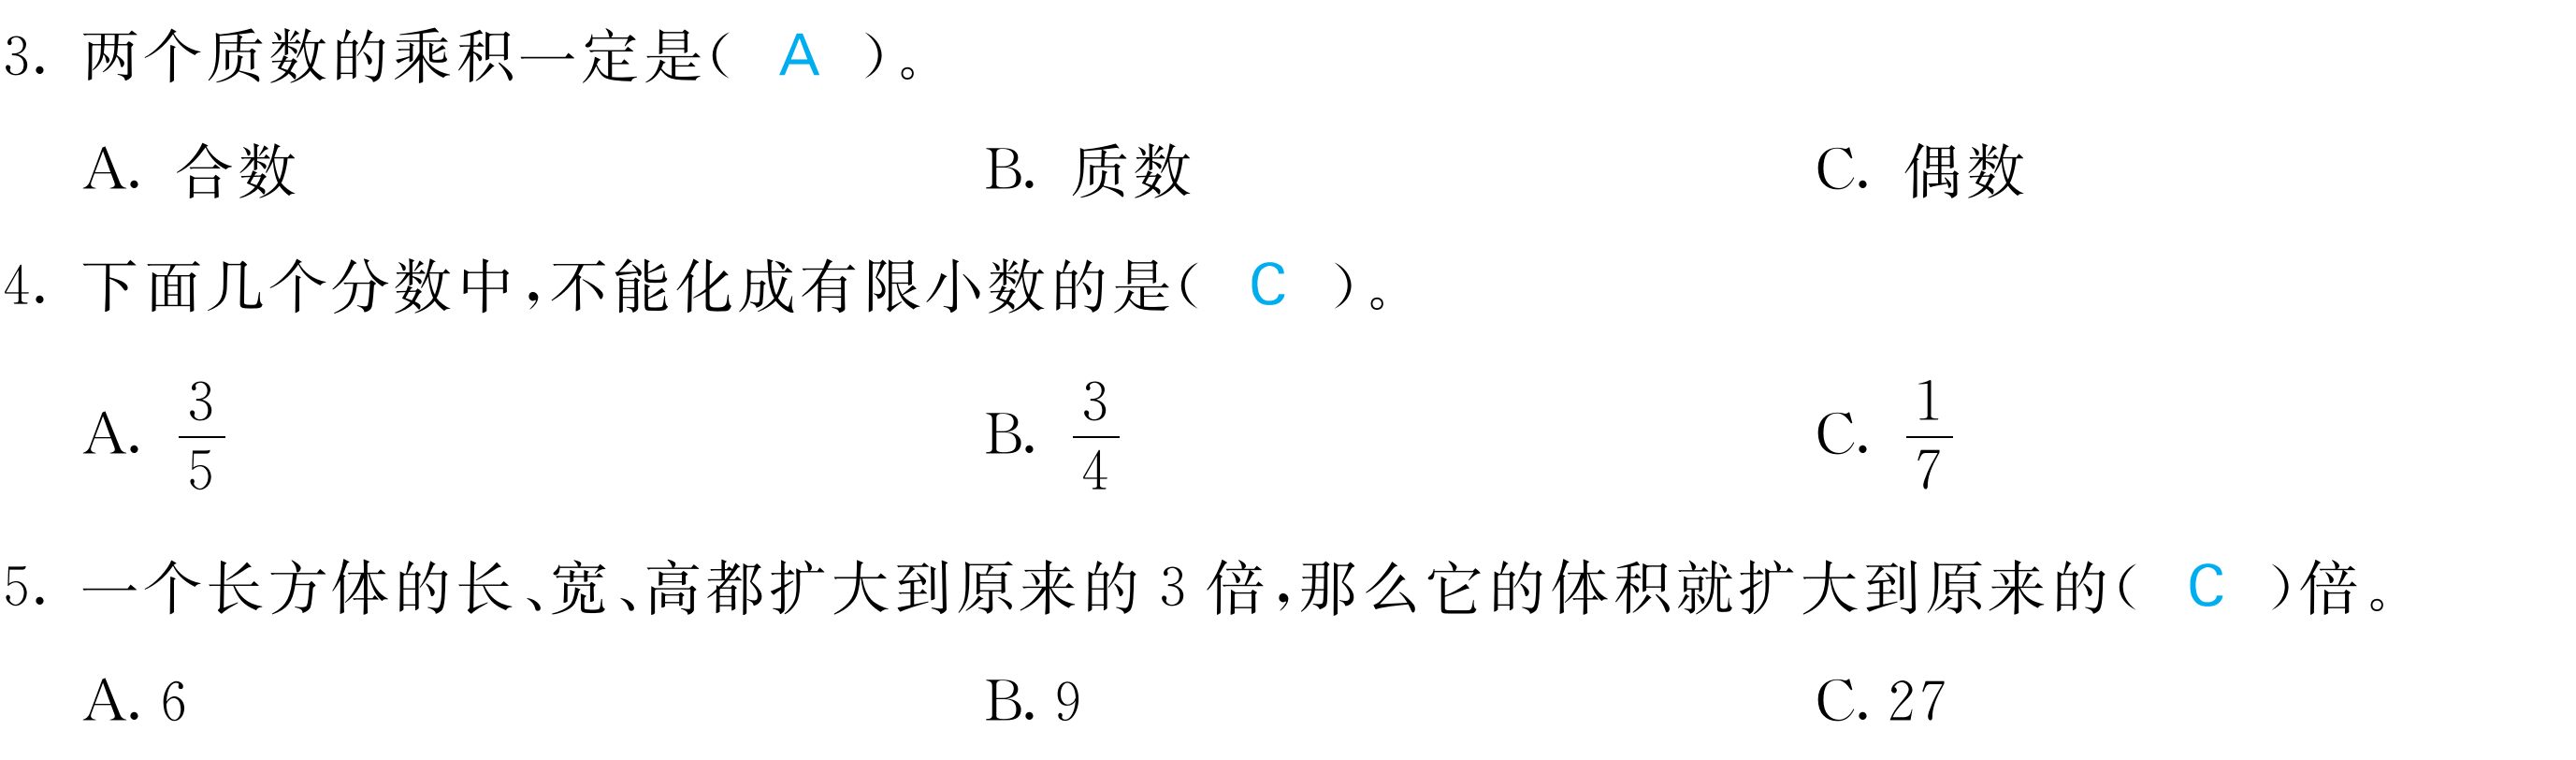 3. 两个质数的乘积一定是( A )。
A. 合数 B. 质数 C. 偶数
4. 下面几个分数中,不能化成有限小数的是( C )。
A. 3/5 B. 3/4 C. 1/7
5. 一个长方体的长、宽、高都扩大到原来的 3 倍,那么它的体积就扩大到原来的( C )倍。
A. 6 B. 9 C. 27